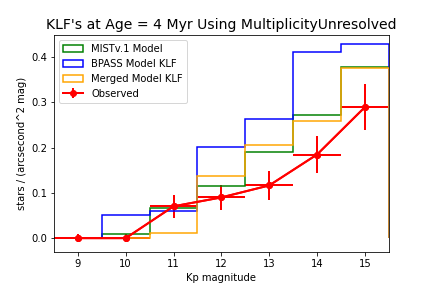 KLF's at Age = 4 Myr Using MultiplicityUnresolved
MISTv.1 Model
BPASS Model KLF
Merged Model KLF
Observed
stars / (arcsecond^2 mag)
0.4
0.3
0.2
0.1
0.0
9 10 11 12 13 14 15
Kp magnitude